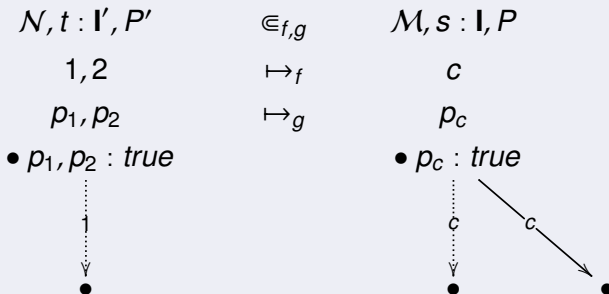 𝒩, t : I′, P′ ⋐f,g ℳ, s : I, P
1, 2 ↦f c
p1, p2 ↦g pc
• p1, p2 : true • pc : true
1 c c
• • •